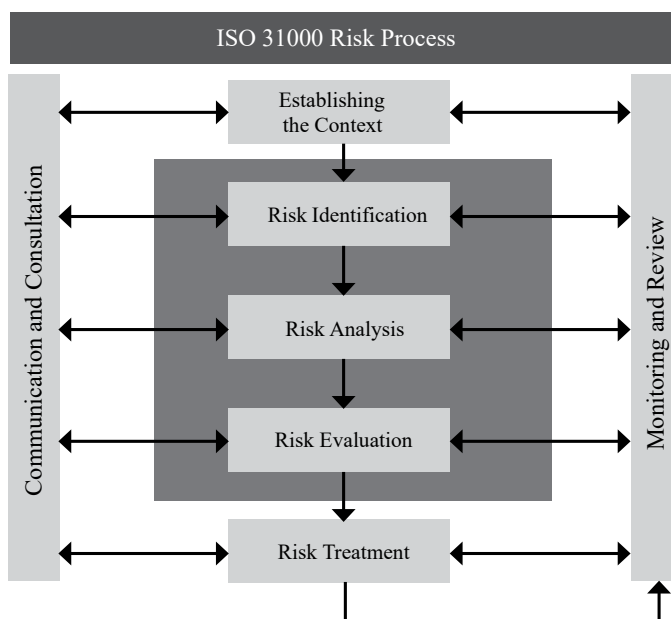 ISO 31000 Risk Process
Establishing
the Context
Communication and Consultation
Risk Identification
Risk Analysis
Risk Evaluation
Risk Treatment
Monitoring and Review